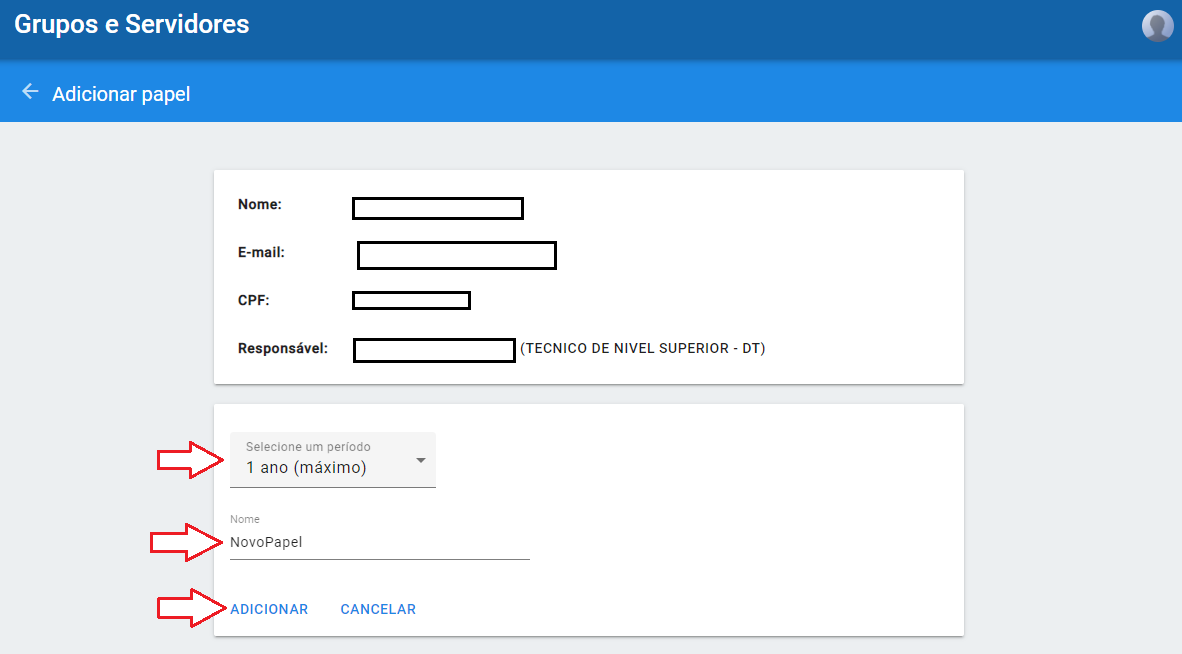 Grupos e Servidores
Adicionar papel
Nome:
E-mail:
CPF:
Responsável: (TECNICO DE NIVEL SUPERIOR - DT)
Selecione um período
1 ano (máximo)
Nome
NovoPapel
ADICIONAR CANCELAR